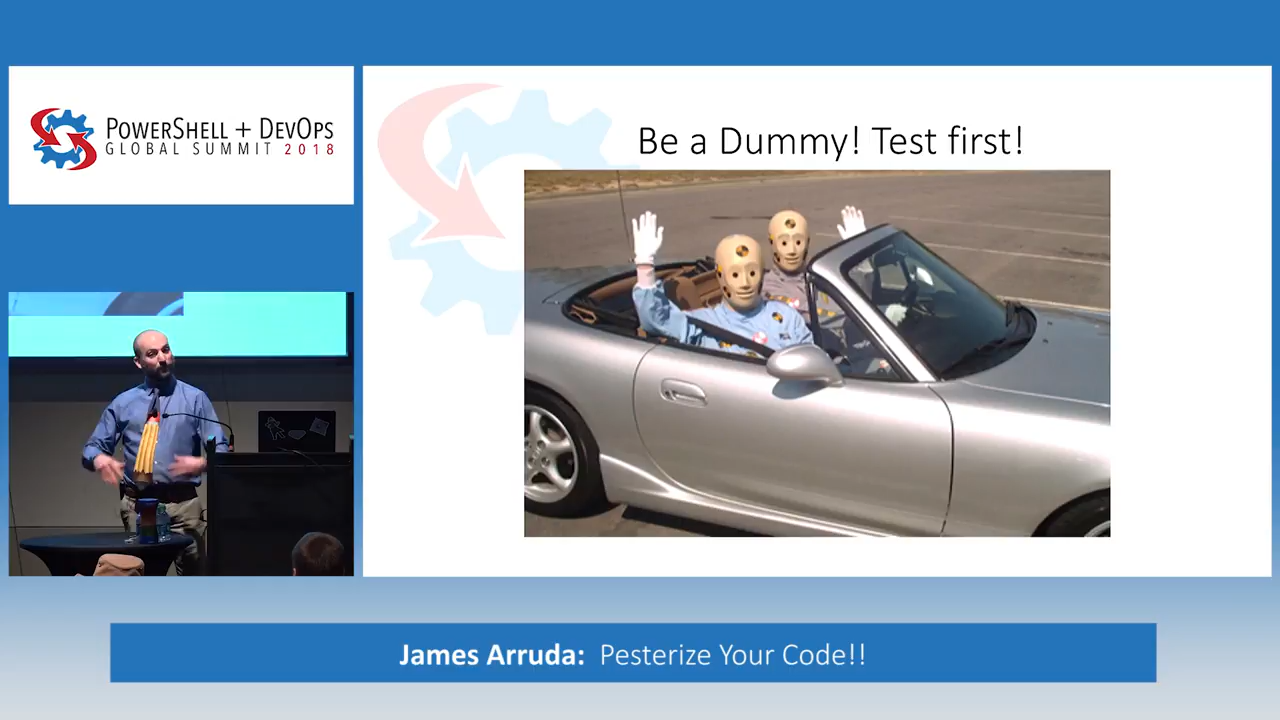 POWERSHELL + DEVOPS
GLOBAL SUMMIT 2018
Be a Dummy! Test first!
James Arruda: Pesterize Your Code!!